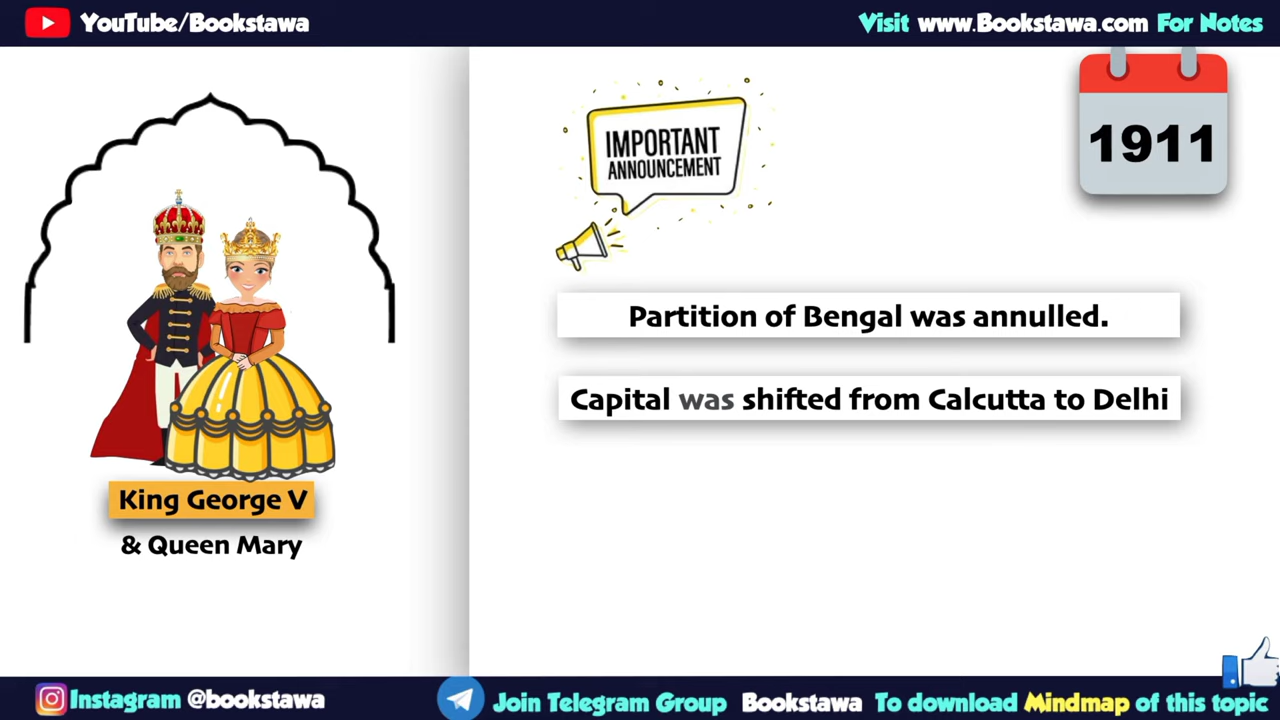 YouTube/Bookstawa
Visit www.Bookstawa.com For Notes
1911
IMPORTANT
ANNOUNCEMENT
Partition of Bengal was annulled.
Capital was shifted from Calcutta to Delhi
King George V
& Queen Mary
Instagram @bookstawa
Join Telegram Group Bookstawa To download Mindmap of this topic